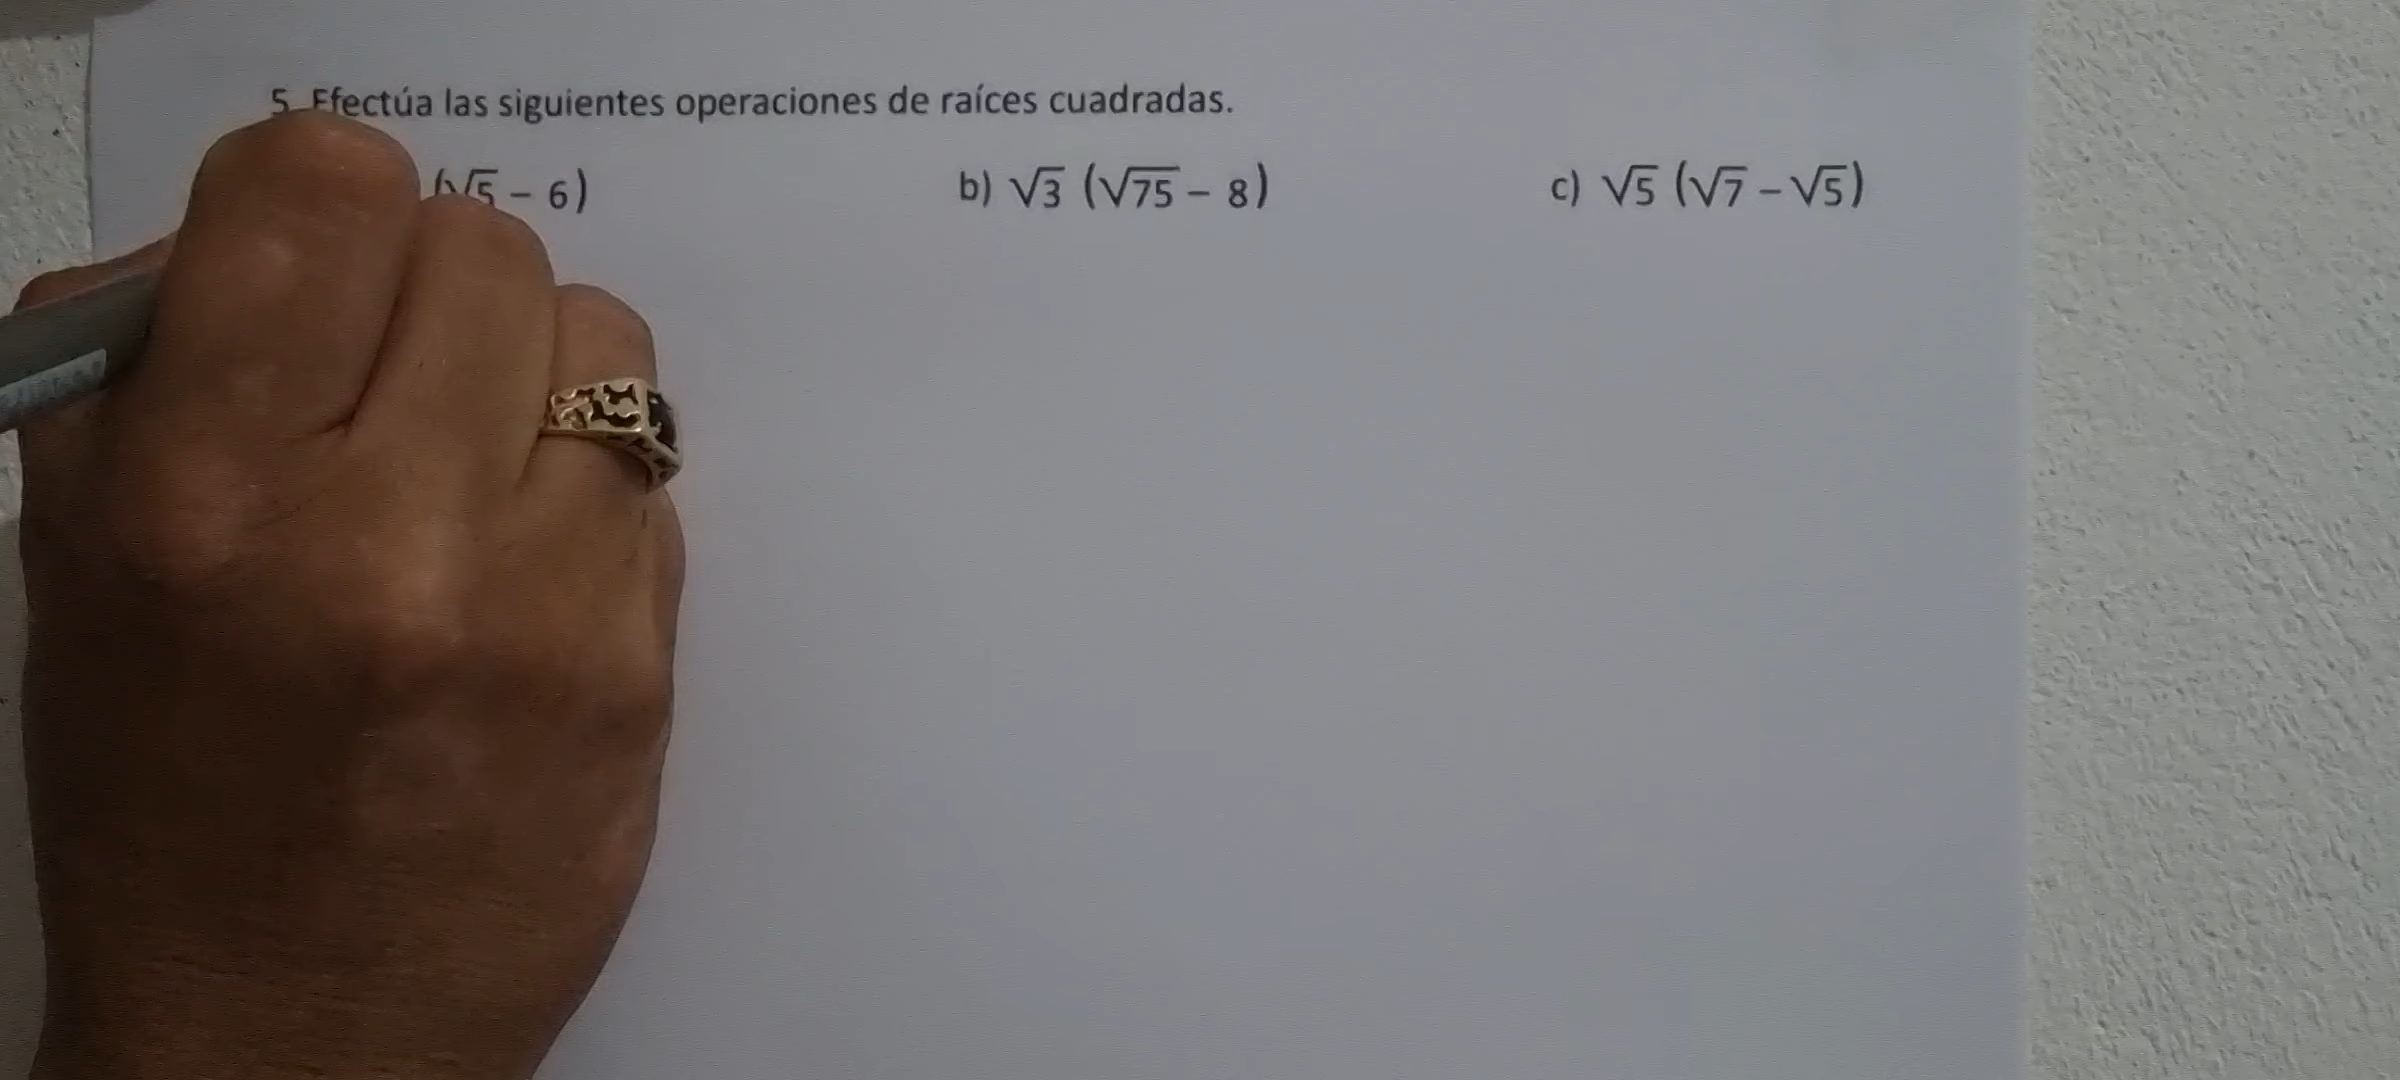 5. Efectúa las siguientes operaciones de raíces cuadradas.
(√5 – 6) b) √3 (√75 – 8) c) √5 (√7 – √5)